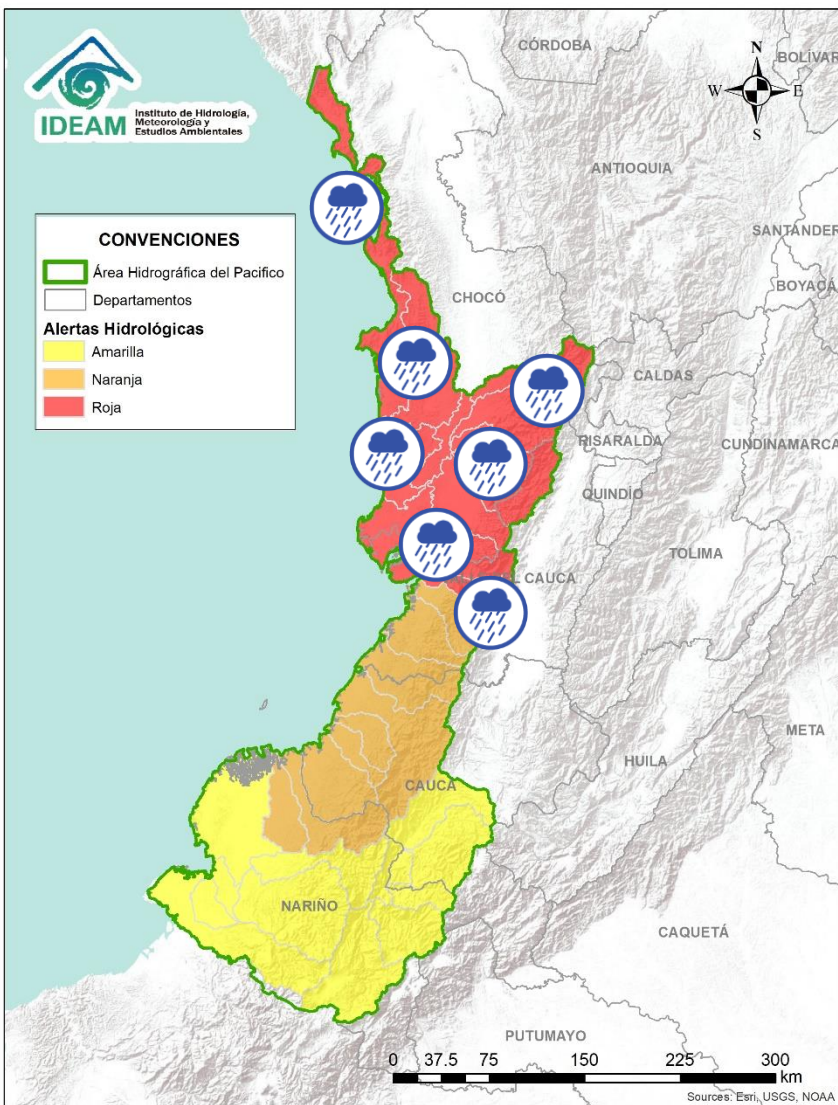 IDEAM
Instituto de Hidrología,
Meteorología y
Estudios Ambientales
CONVENCIONES
Área Hidrográfica del Pacifico
Departamentos
Alertas Hidrológicas
Amarilla
Naranja
Roja
N
W
E
S
CÓRDOBA
BOLÍVAR
ANTIOQUIA
SANTANDER
BOYACÁ
CHOCÓ
CALDAS
RISARALDA
CUNDINAMARCA
QUINDÍO
TOLIMA
CAUCA
META
HUILA
CAUCA
NARIÑO
CAQUETÁ
PUTUMAYO
0 37.5 75 150 225 300
km
Sources: Esri, USGS, NOAA